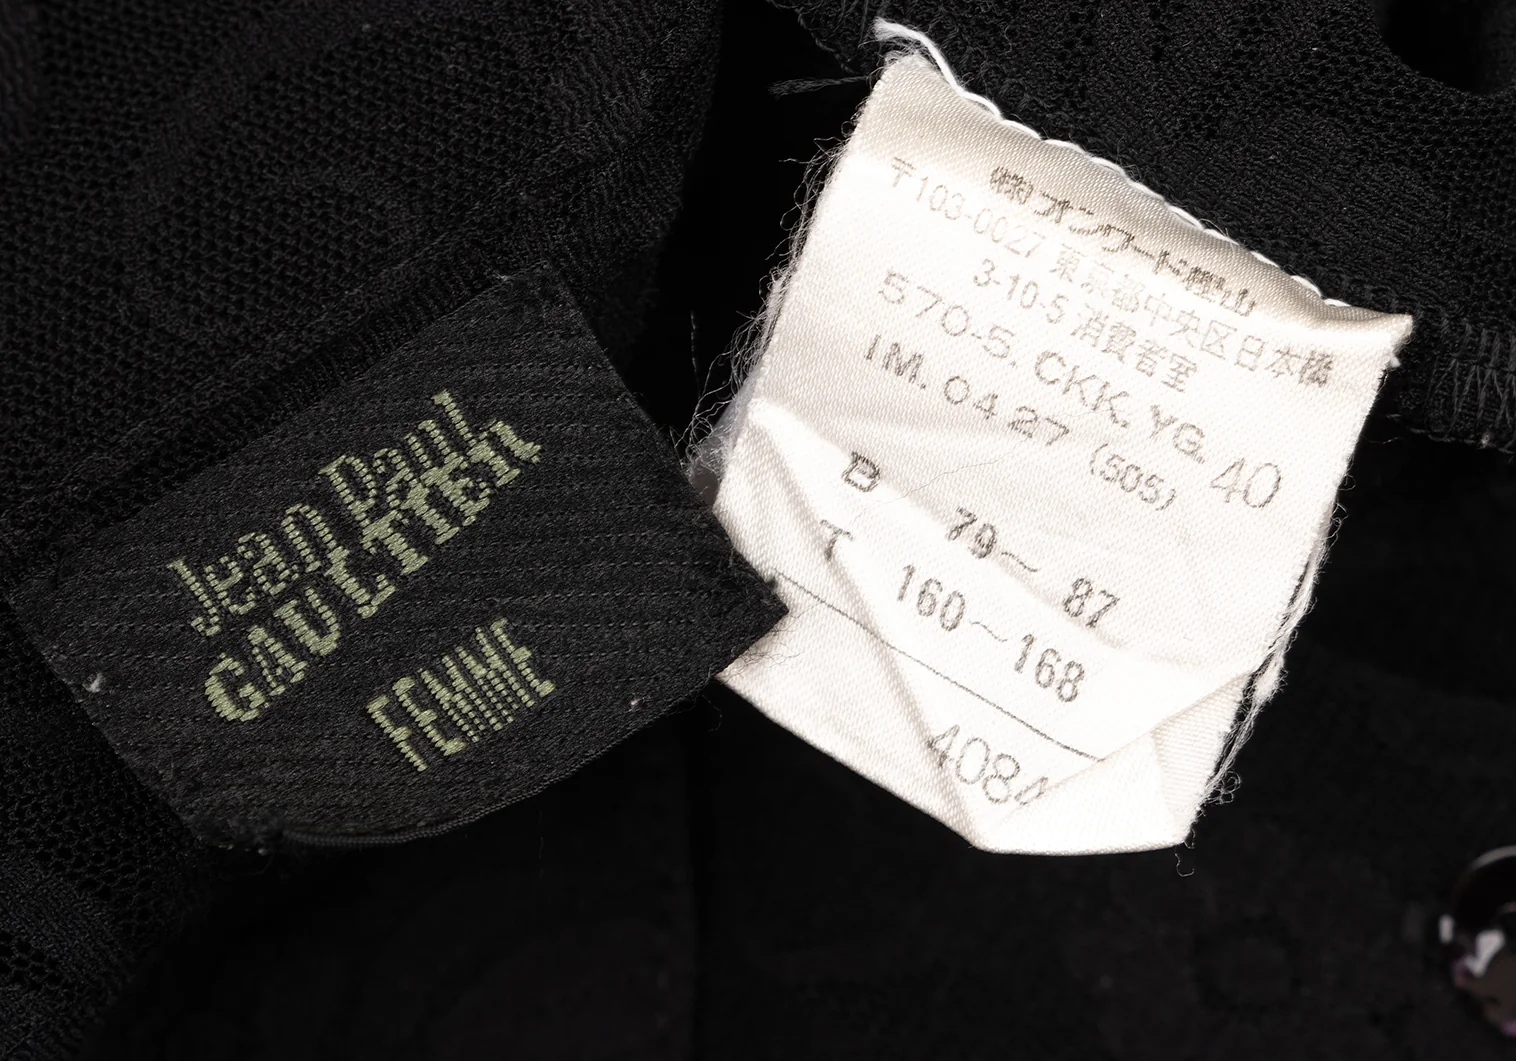 Jean Paul
GAULTIER
FEMME
㈱オンワード樫山
〒103-0027 東京都中央区日本橋
3-10-5 消費者室
570-5. CKK. YG. 40
IM. 04 27 (505)
B 79〜 87
T 160〜168
4084